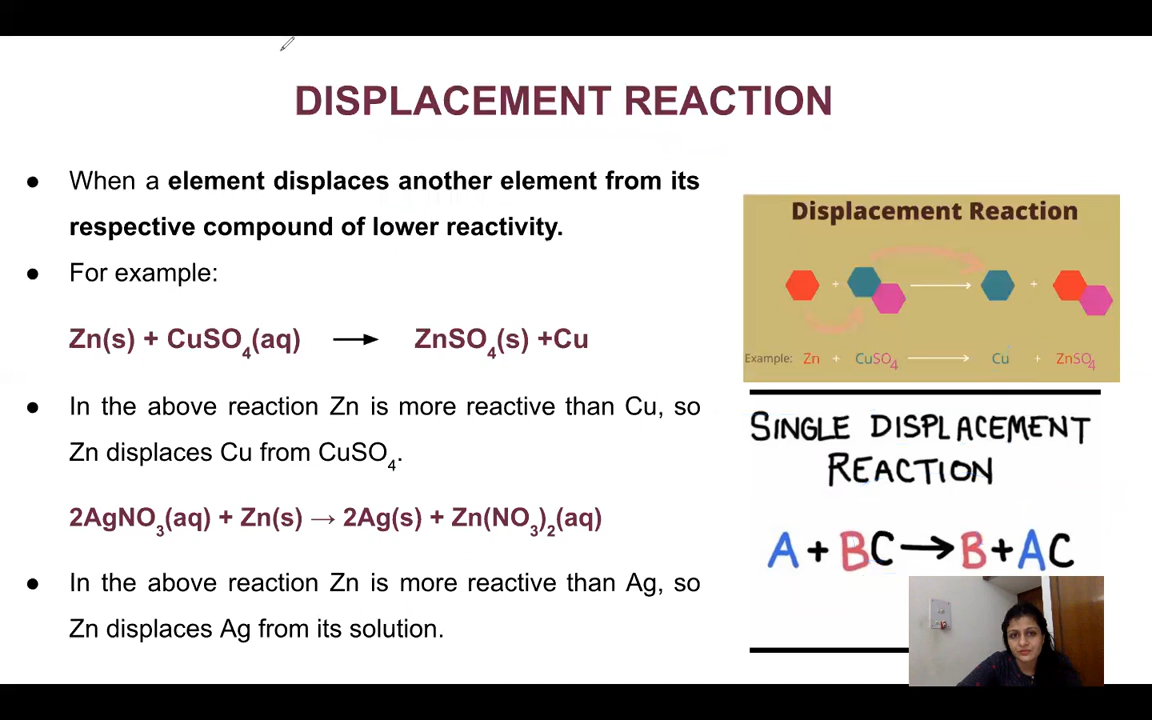 DISPLACEMENT REACTION
● When a element displaces another element from its
respective compound of lower reactivity.
● For example:
Zn(s) + CuSO₄(aq) → ZnSO₄(s) +Cu
● In the above reaction Zn is more reactive than Cu, so
Zn displaces Cu from CuSO₄.
2AgNO₃(aq) + Zn(s) → 2Ag(s) + Zn(NO₃)₂(aq)
● In the above reaction Zn is more reactive than Ag, so
Zn displaces Ag from its solution.
Displacement Reaction
+ → +
Example: Zn + CuSO₄ → Cu + ZnSO₄
SINGLE DISPLACEMENT
REACTION
A + BC → B + AC